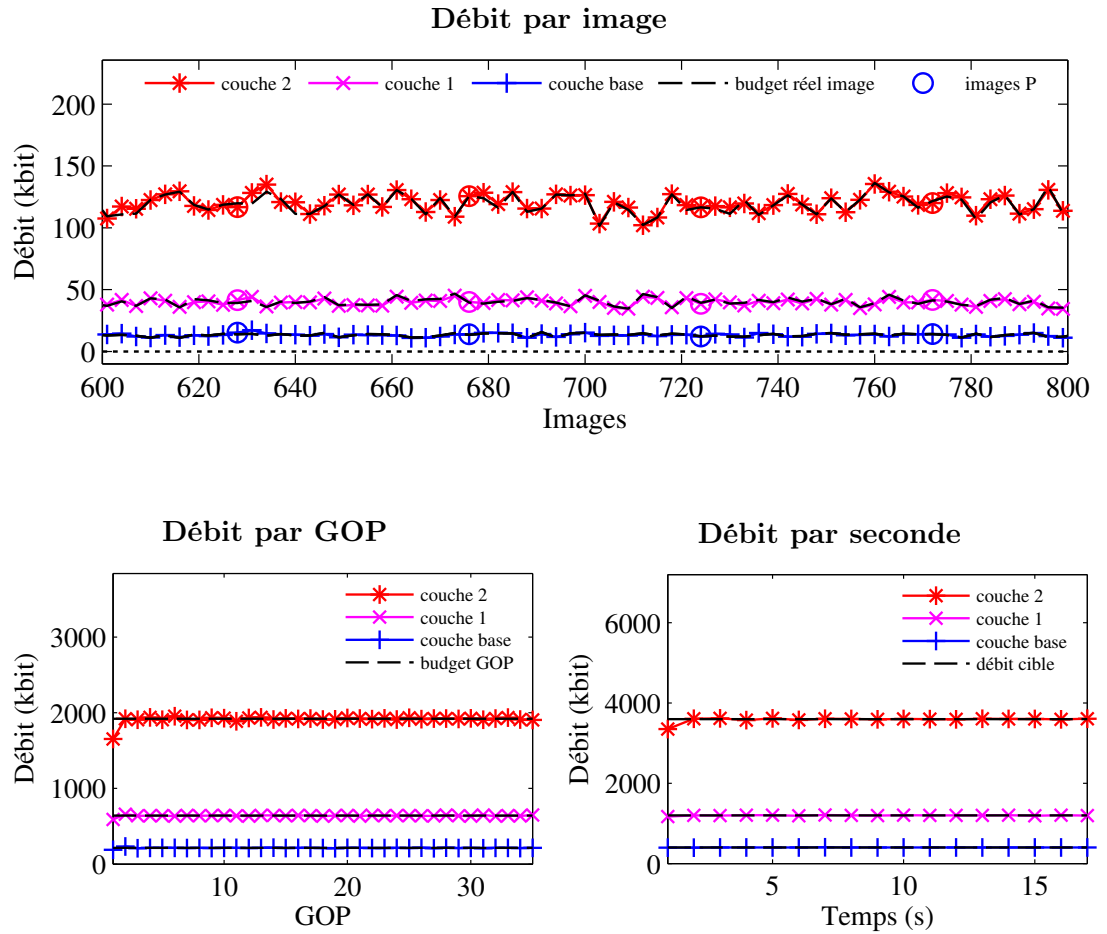 Débit par image
couche 2 couche 1 couche base budget réel image images P
200
150
100
50
0
Débit (kbit)
600 620 640 660 680 700 720 740 760 780 800
Images
Débit par GOP
couche 2
couche 1
couche base
budget GOP
3000
2000
1000
0
Débit (kbit)
10 20 30
GOP
Débit par seconde
couche 2
couche 1
couche base
débit cible
6000
4000
2000
0
Débit (kbit)
5 10 15
Temps (s)